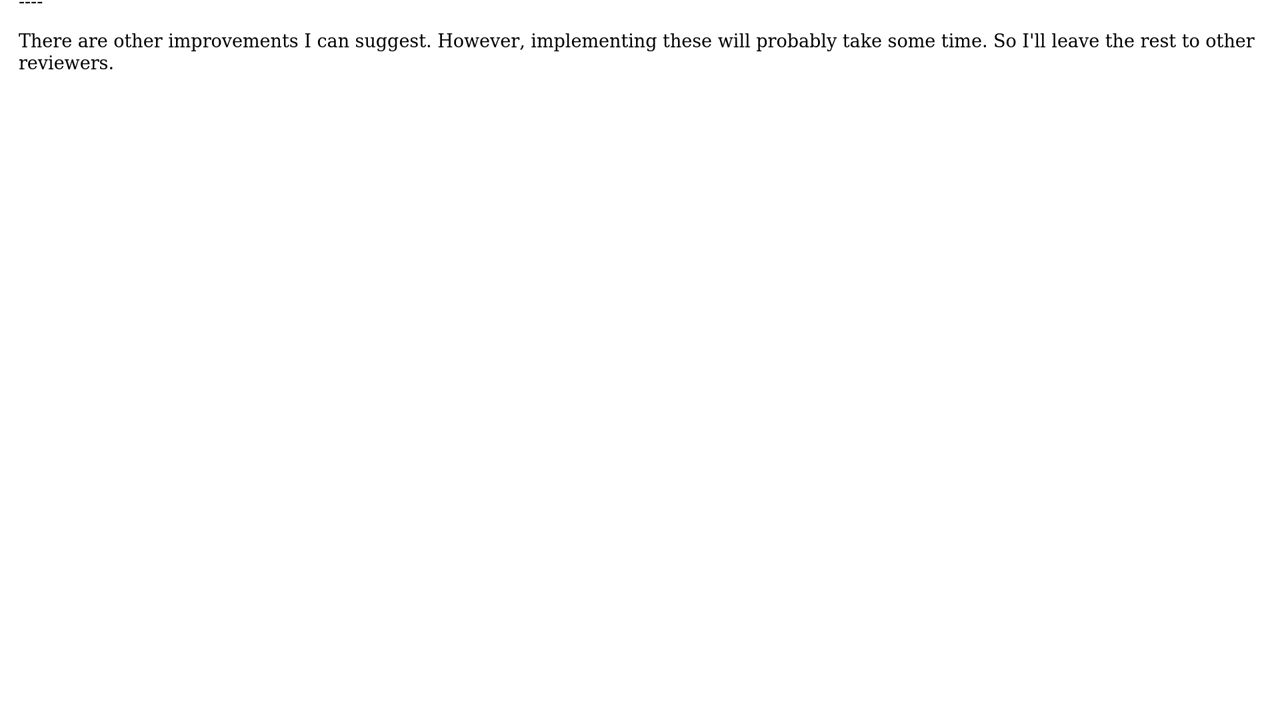 ----
There are other improvements I can suggest. However, implementing these will probably take some time. So I'll leave the rest to other
reviewers.